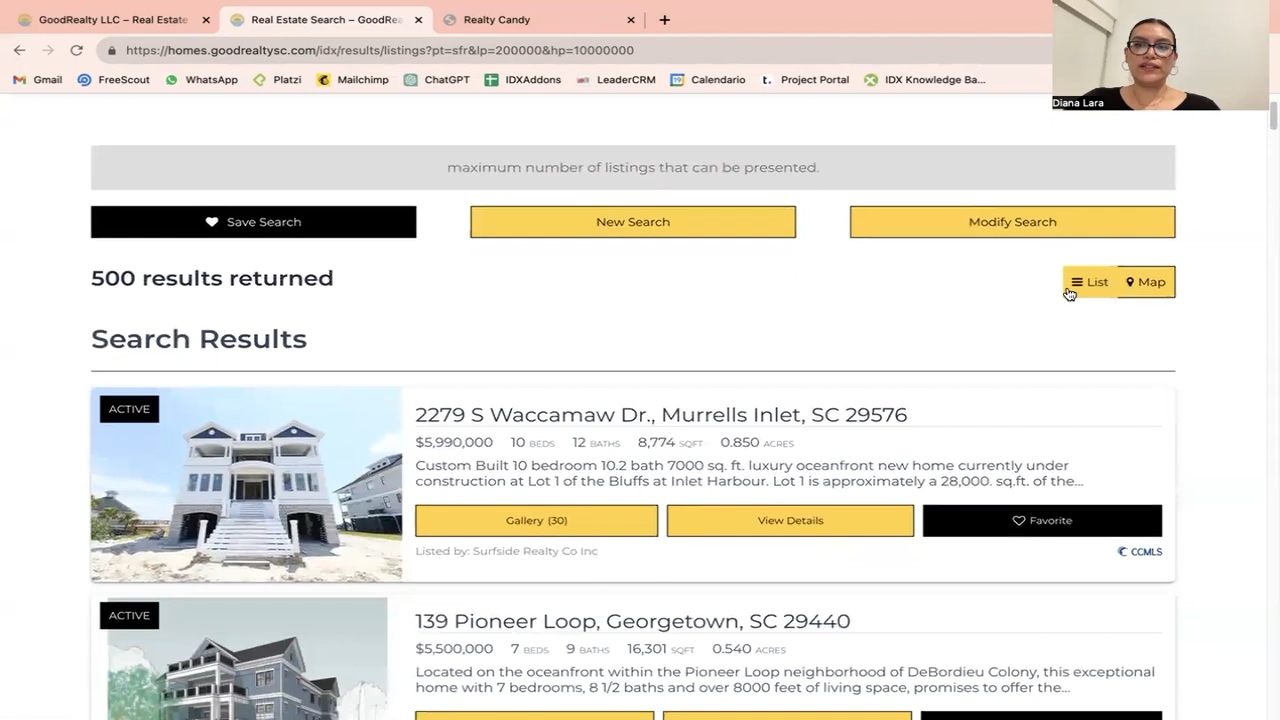 GoodRealty LLC – Real Estate
Real Estate Search – GoodRea
Realty Candy
https://homes.goodrealtysc.com/idx/results/listings?pt=sfr&lp=200000&hp=10000000
Gmail
FreeScout
WhatsApp
Platzi
Mailchimp
ChatGPT
IDXAddons
LeaderCRM
Calendario
Project Portal
IDX Knowledge Ba...
Diana Lara
maximum number of listings that can be presented.
Save Search
New Search
Modify Search
500 results returned
List
Map
Search Results
ACTIVE
2279 S Waccamaw Dr., Murrells Inlet, SC 29576
$5,990,000 10 BEDS 12 BATHS 8,774 SQFT 0.850 ACRES
Custom Built 10 bedroom 10.2 bath 7000 sq. ft. luxury oceanfront new home currently under
construction at Lot 1 of the Bluffs at Inlet Harbour. Lot 1 is approximately a 28,000. sq.ft. of the...
Gallery (30)
View Details
Favorite
Listed by: Surfside Realty Co Inc
CCMLS
ACTIVE
139 Pioneer Loop, Georgetown, SC 29440
$5,500,000 7 BEDS 9 BATHS 16,301 SQFT 0.540 ACRES
Located on the oceanfront within the Pioneer Loop neighborhood of DeBordieu Colony, this exceptional
home with 7 bedrooms, 8 1/2 baths and over 8000 feet of living space, promises to offer the...